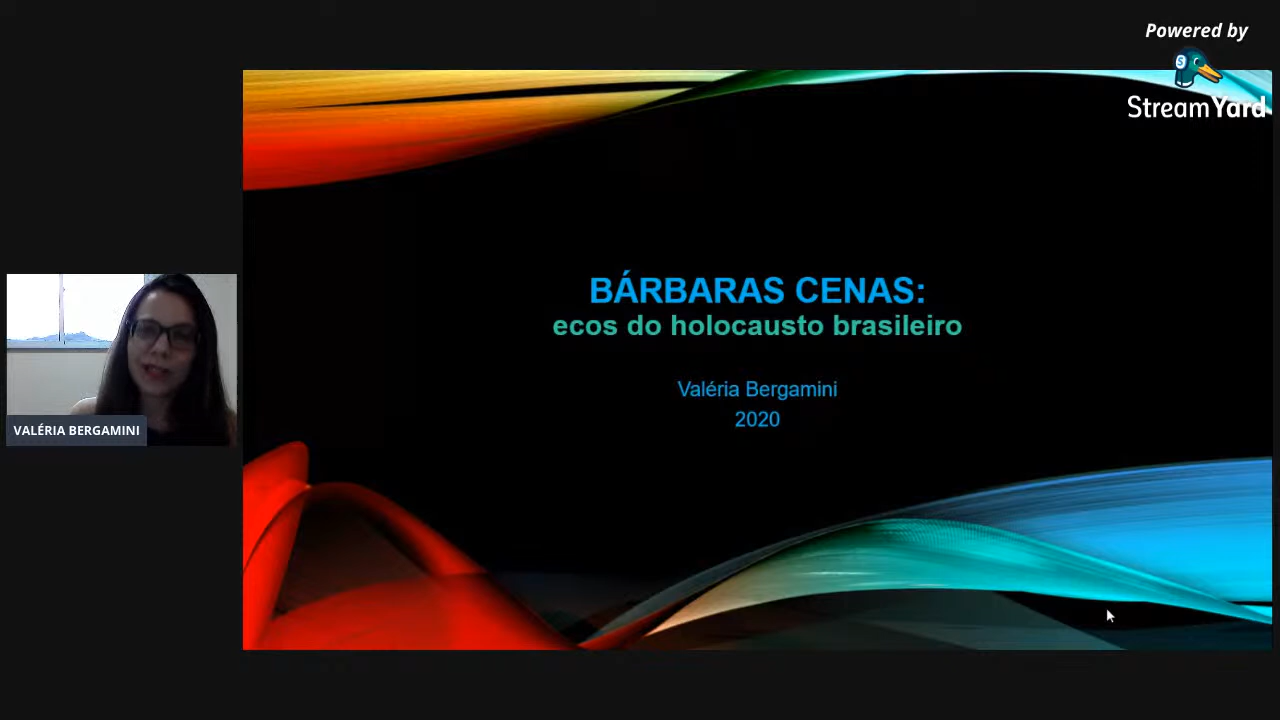 Powered by
StreamYard
BÁRBARAS CENAS:
ecos do holocausto brasileiro
Valéria Bergamini
2020
VALÉRIA BERGAMINI